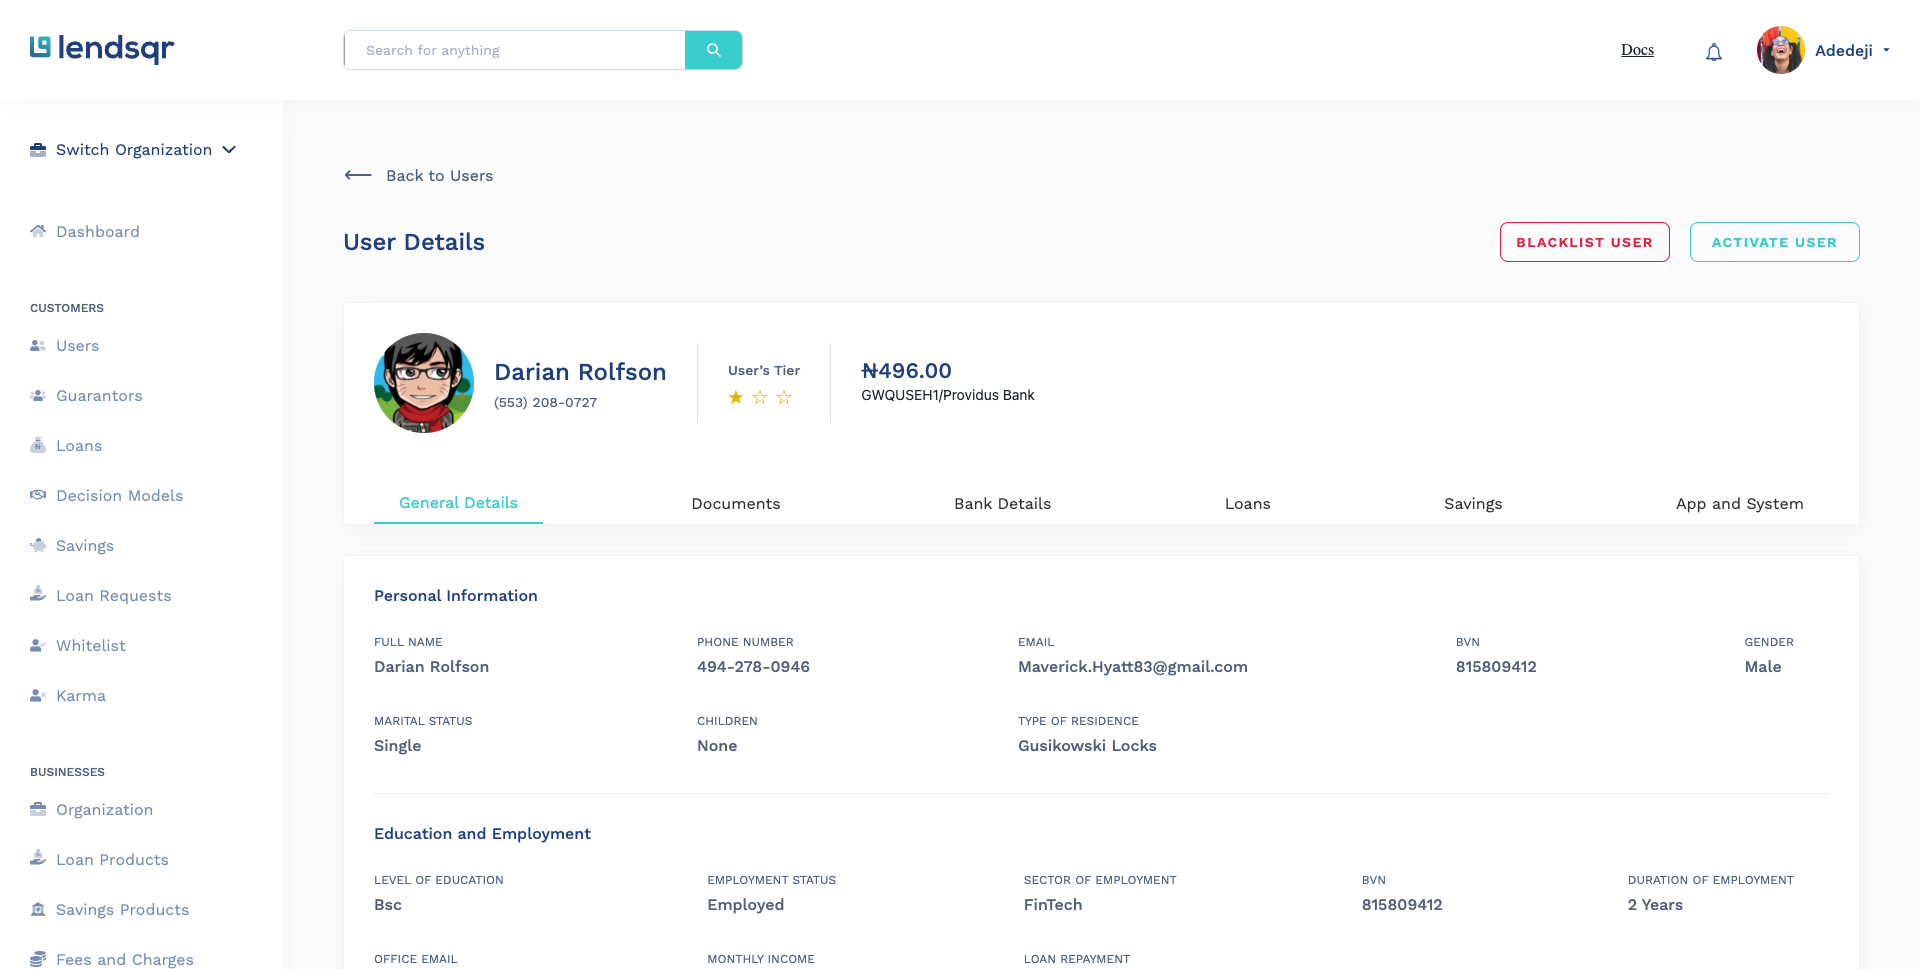 lendsqr
Search for anything
Docs
Adedeji
Switch Organization
Dashboard
CUSTOMERS
Users
Guarantors
Loans
Decision Models
Savings
Loan Requests
Whitelist
Karma
BUSINESSES
Organization
Loan Products
Savings Products
Fees and Charges
Back to Users
User Details
BLACKLIST USER
ACTIVATE USER
Darian Rolfson
(553) 208-0727
User's Tier
₦496.00
GWQUSEH1/Providus Bank
General Details
Documents
Bank Details
Loans
Savings
App and System
Personal Information
FULL NAME
Darian Rolfson
PHONE NUMBER
494-278-0946
EMAIL
Maverick.Hyatt83@gmail.com
BVN
815809412
GENDER
Male
MARITAL STATUS
Single
CHILDREN
None
TYPE OF RESIDENCE
Gusikowski Locks
Education and Employment
LEVEL OF EDUCATION
Bsc
EMPLOYMENT STATUS
Employed
SECTOR OF EMPLOYMENT
FinTech
BVN
815809412
DURATION OF EMPLOYMENT
2 Years
OFFICE EMAIL
MONTHLY INCOME
LOAN REPAYMENT